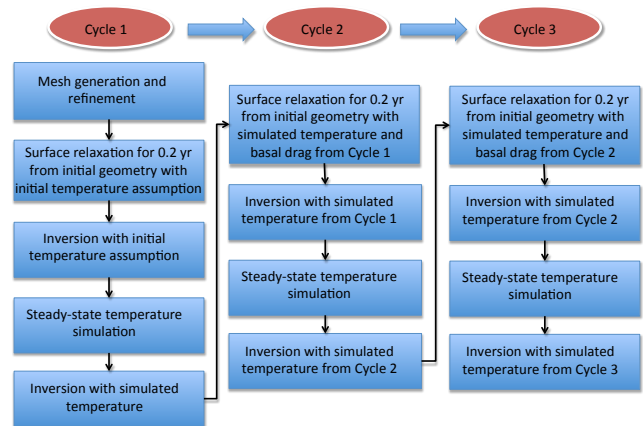 Cycle 1
Cycle 2
Cycle 3
Mesh generation and
refinement
Surface relaxation for 0.2 yr
from initial geometry with
initial temperature assumption
Inversion with initial
temperature assumption
Steady-state temperature
simulation
Inversion with simulated
temperature
Surface relaxation for 0.2 yr
from initial geometry with
simulated temperature and
basal drag from Cycle 1
Inversion with simulated
temperature from Cycle 1
Steady-state temperature
simulation
Inversion with simulated
temperature from Cycle 2
Surface relaxation for 0.2 yr
from initial geometry with
simulated temperature and
basal drag from Cycle 2
Inversion with simulated
temperature from Cycle 2
Steady-state temperature
simulation
Inversion with simulated
temperature from Cycle 3